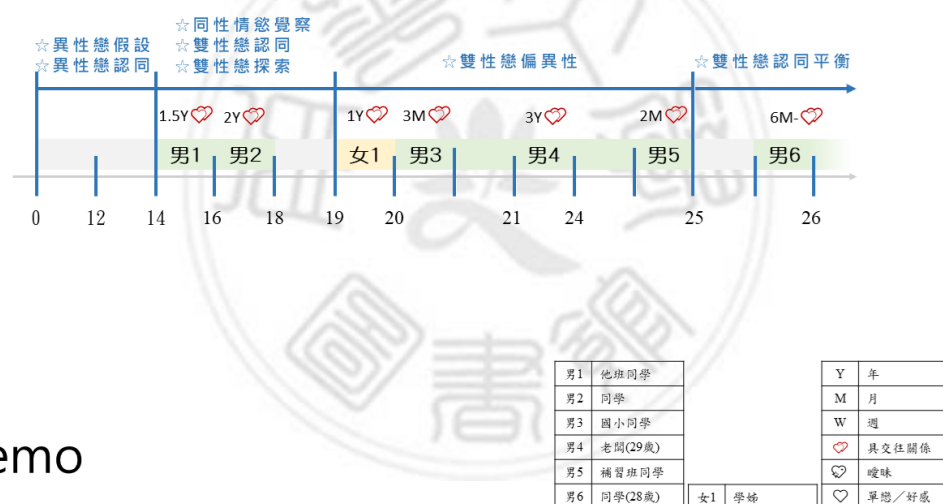 ☆異性戀假設
☆異性戀認同
☆同性情慾覺察
☆雙性戀認同
☆雙性戀探索
☆雙性戀偏異性
☆雙性戀認同平衡
1.5Y 2Y 1Y 3M 3Y 2M 6M-
男1 男2 女1 男3 男4 男5 男6
0 12 14 16 18 19 20 21 24 25 26
男1 他班同學
男2 同學
男3 國小同學
男4 老闆(29歲)
男5 補習班同學
男6 同學(28歲)
女1 學姊
Y 年
M 月
W 週
具交往關係
曖昧
單戀/好感
emo